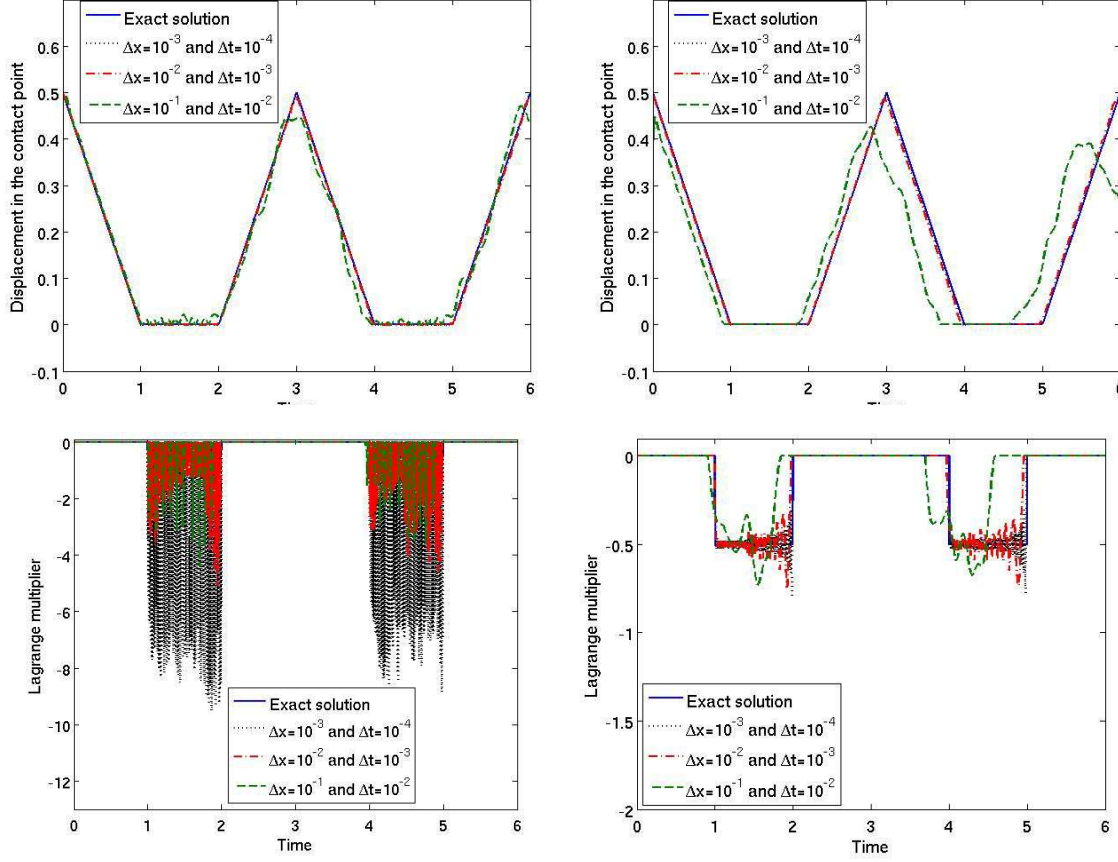 Exact solution
Δx=10⁻³ and Δt=10⁻⁴
Δx=10⁻² and Δt=10⁻³
Δx=10⁻¹ and Δt=10⁻²
Displacement in the contact point
0.6
0.5
0.4
0.3
0.2
0.1
0
-0.1
0 1 2 3 4 5 6
Time
Exact solution
Δx=10⁻³ and Δt=10⁻⁴
Δx=10⁻² and Δt=10⁻³
Δx=10⁻¹ and Δt=10⁻²
Displacement in the contact point
0.6
0.5
0.4
0.3
0.2
0.1
0
-0.1
0 1 2 3 4 5 6
Time
Lagrange multiplier
0
-2
-4
-6
-8
-10
-12
Exact solution
Δx=10⁻³ and Δt=10⁻⁴
Δx=10⁻² and Δt=10⁻³
Δx=10⁻¹ and Δt=10⁻²
0 1 2 3 4 5 6
Time
Lagrange multiplier
0
-0.5
-1
-1.5
-2
Exact solution
Δx=10⁻³ and Δt=10⁻⁴
Δx=10⁻² and Δt=10⁻³
Δx=10⁻¹ and Δt=10⁻²
0 1 2 3 4 5 6
Time